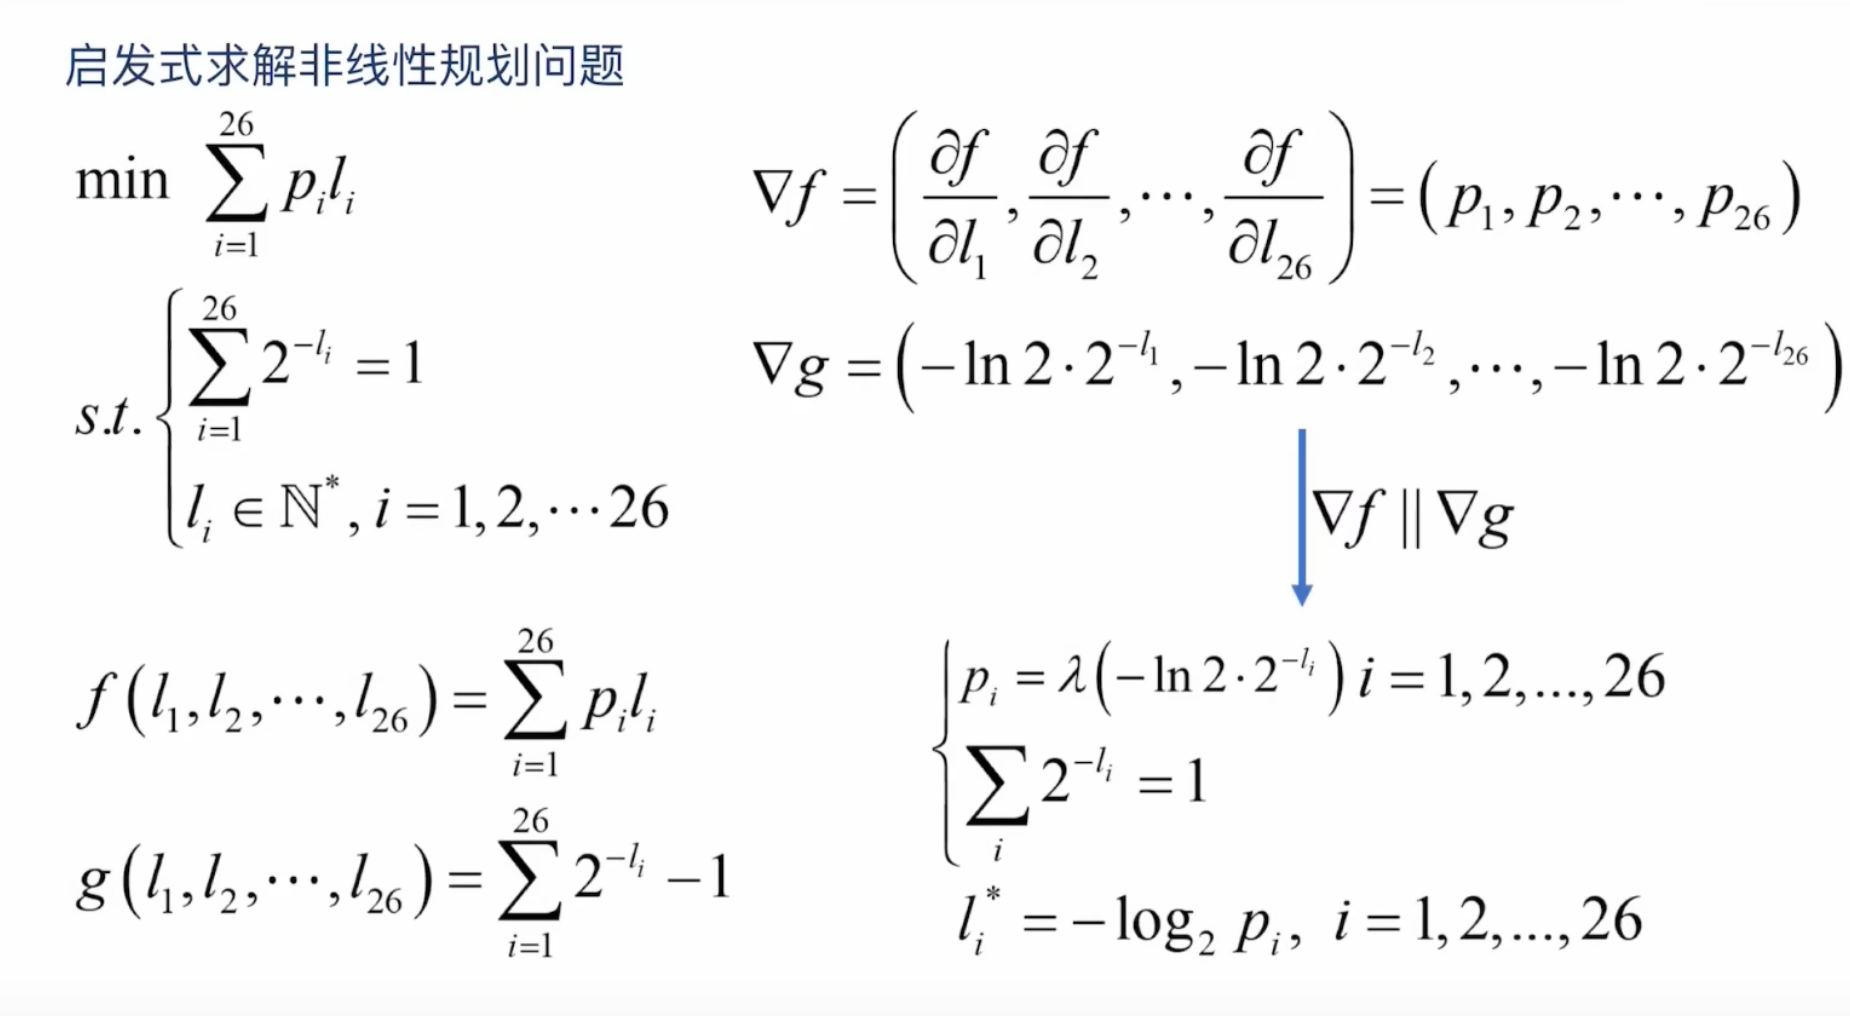 启发式求解非线性规划问题
min \sum_{i=1}^{26} p_i l_i
s.t. \begin{cases} \sum_{i=1}^{26} 2^{-l_i} = 1 \\ l_i \in \mathbb{N}^*, i = 1, 2, \cdots 26 \end{cases}
f(l_1, l_2, \cdots, l_{26}) = \sum_{i=1}^{26} p_i l_i
g(l_1, l_2, \cdots, l_{26}) = \sum_{i=1}^{26} 2^{-l_i} - 1
\nabla f = \left( \frac{\partial f}{\partial l_1}, \frac{\partial f}{\partial l_2}, \cdots, \frac{\partial f}{\partial l_{26}} \right) = (p_1, p_2, \cdots, p_{26})
\nabla g = \left( -\ln 2 \cdot 2^{-l_1}, -\ln 2 \cdot 2^{-l_2}, \cdots, -\ln 2 \cdot 2^{-l_{26}} \right)
\nabla f \parallel \nabla g
\begin{cases} p_i = \lambda \left( -\ln 2 \cdot 2^{-l_i} \right) i = 1, 2, ..., 26 \\ \sum_i 2^{-l_i} = 1 \end{cases}
l_i^* = -\log_2 p_i, i = 1, 2, ..., 26